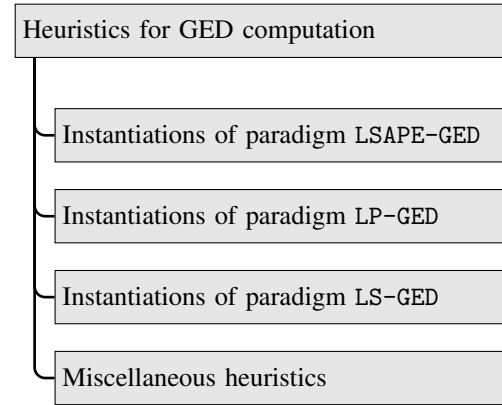 Heuristics for GED computation
Instantiations of paradigm LSAPE-GED
Instantiations of paradigm LP-GED
Instantiations of paradigm LS-GED
Miscellaneous heuristics